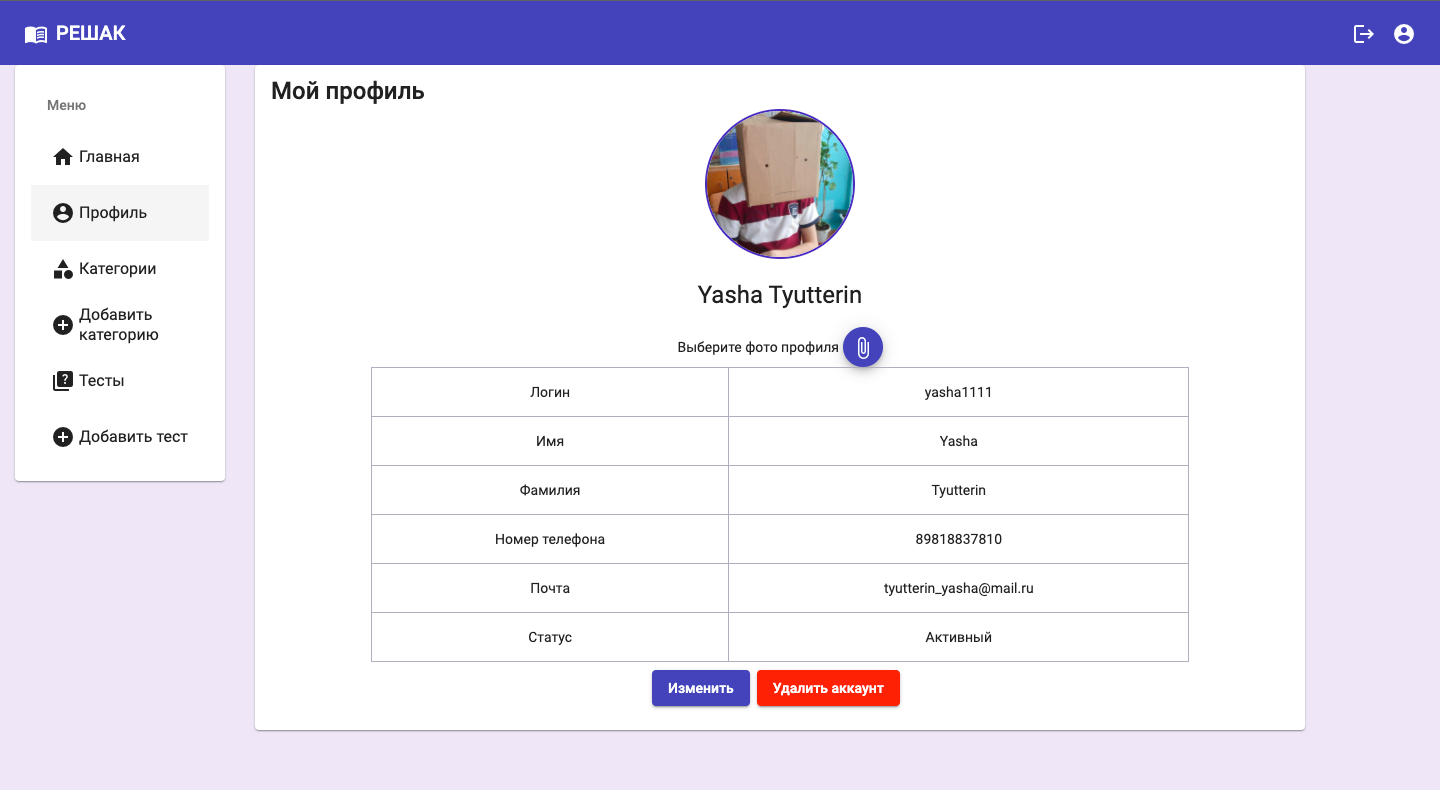 РЕШАК
Меню
Главная
Профиль
Категории
Добавить
категорию
Тесты
Добавить тест
Мой профиль
Yasha Tyutterin
Выберите фото профиля
Логин yasha1111
Имя Yasha
Фамилия Tyutterin
Номер телефона 89818837810
Почта tyutterin_yasha@mail.ru
Статус Активный
Изменить Удалить аккаунт